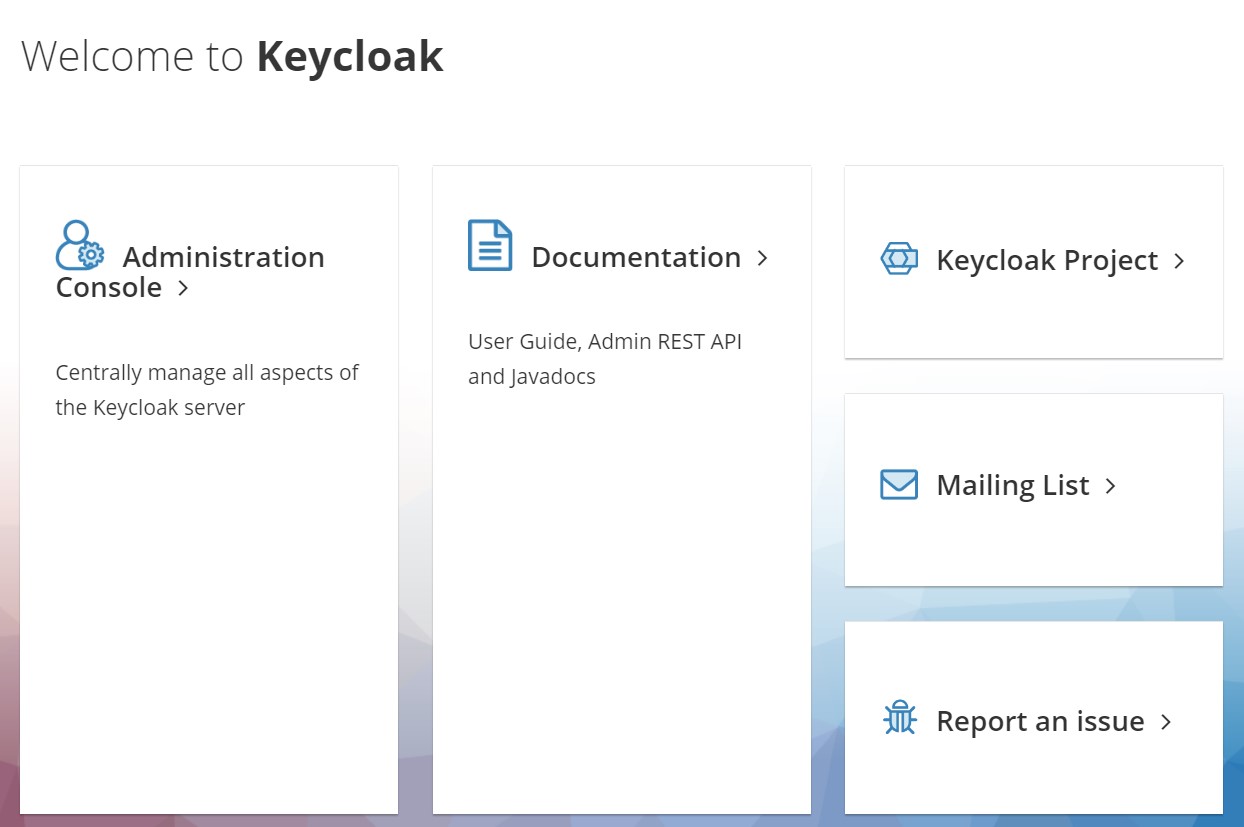 Welcome to Keycloak
Administration
Console
Centrally manage all aspects of
the Keycloak server
Documentation
User Guide, Admin REST API
and Javadocs
Keycloak Project
Mailing List
Report an issue